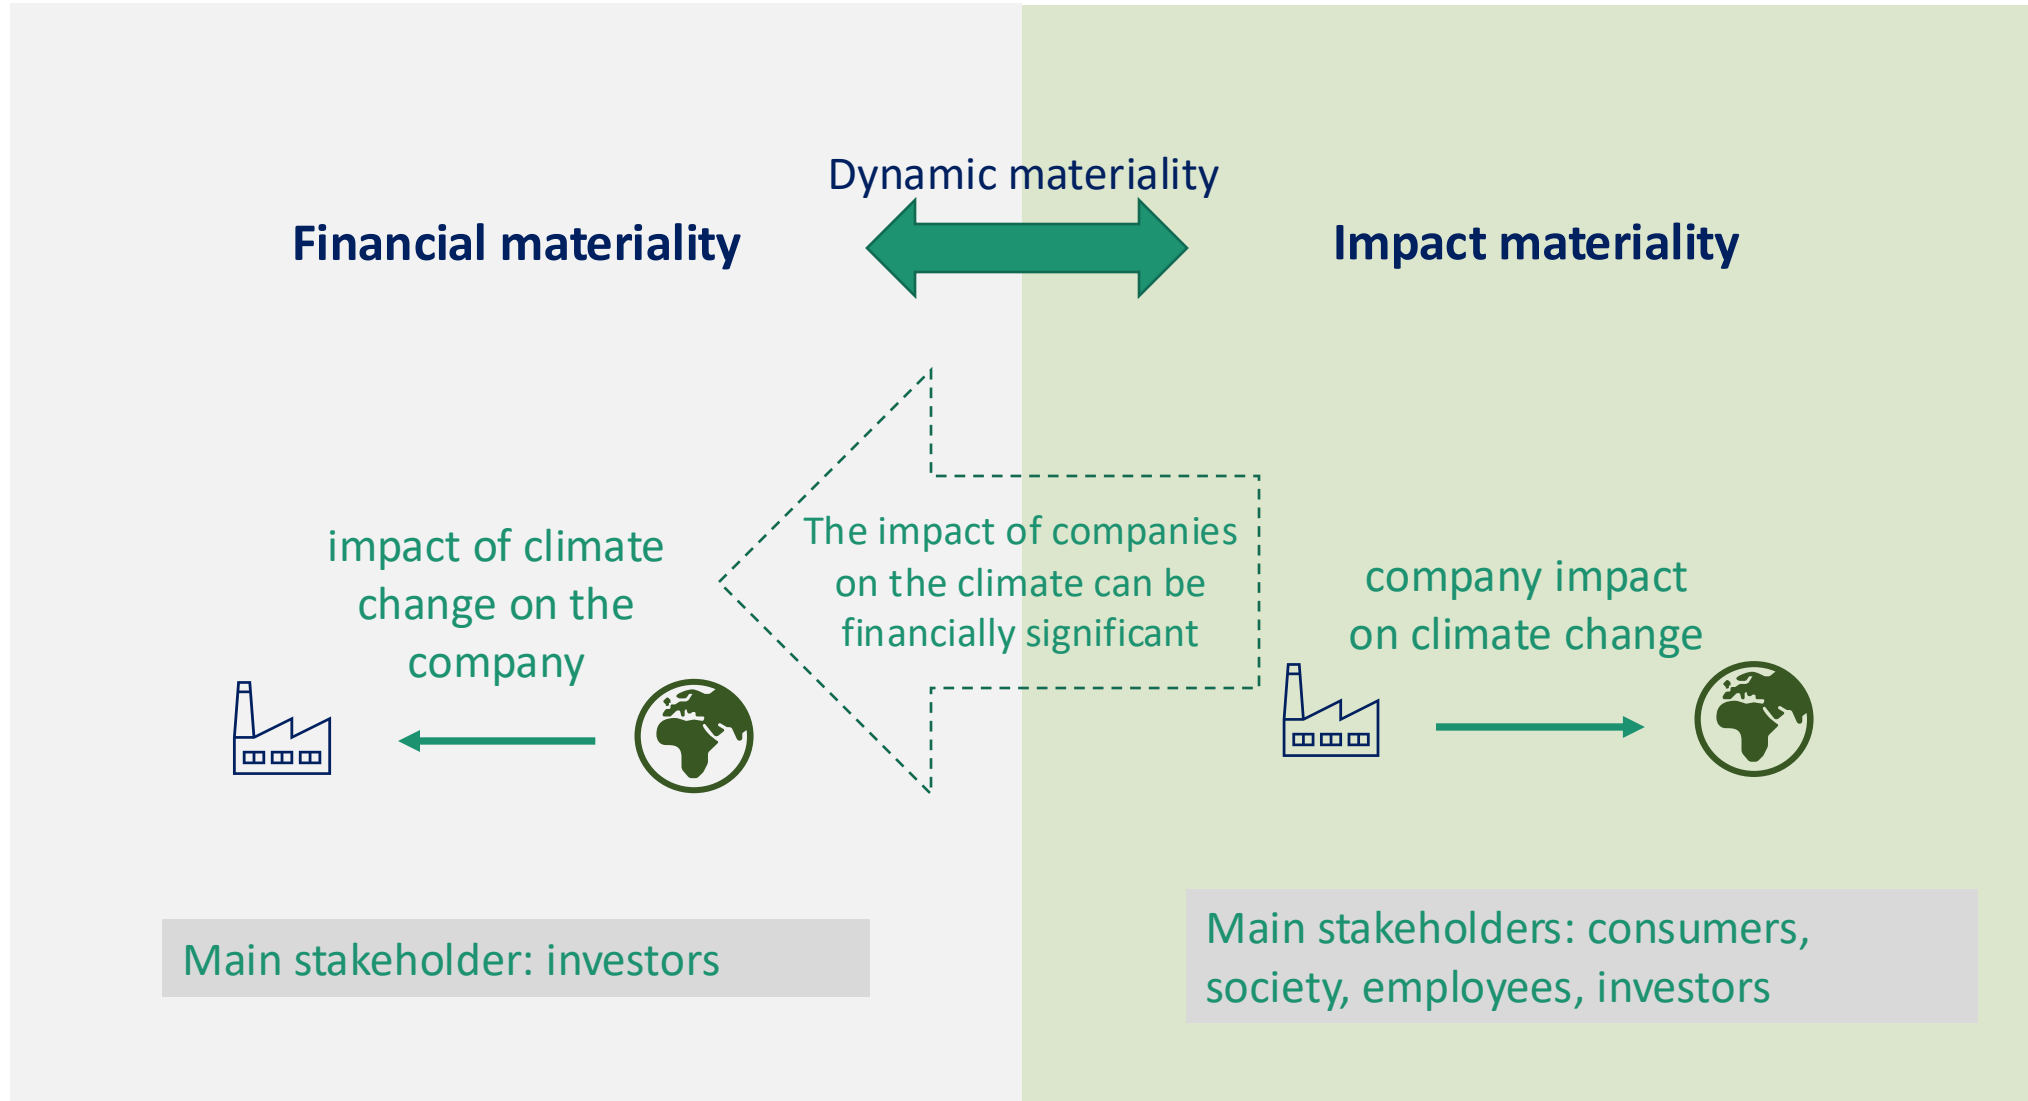 Dynamic materiality
Financial materiality
Impact materiality
impact of climate
change on the
company
The impact of companies
on the climate can be
financially significant
company impact
on climate change
Main stakeholder: investors
Main stakeholders: consumers,
society, employees, investors